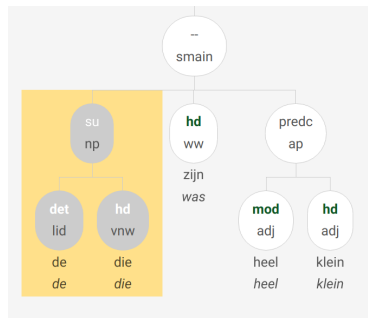 --
smain
su hd predc
np ww ap
zijn
was
det hd mod hd
lid vnw adj adj
de die heel klein
de die heel klein